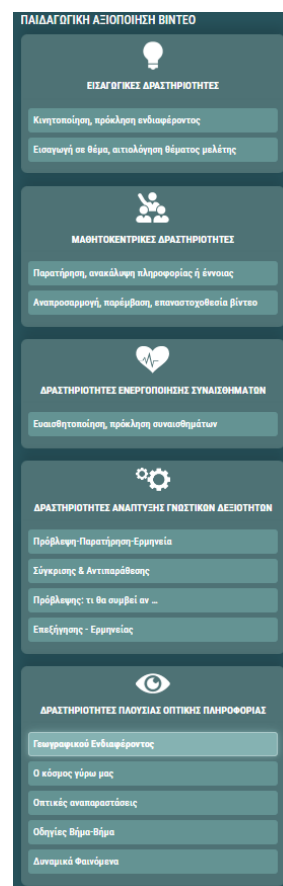 ΠΑΙΔΑΓΩΓΙΚΗ ΑΞΙΟΠΟΙΗΣΗ ΒΙΝΤΕΟ
ΕΙΣΑΓΩΓΙΚΕΣ ΔΡΑΣΤΗΡΙΟΤΗΤΕΣ
Κινητοποίηση, πρόκληση ενδιαφέροντος
Εισαγωγή σε θέμα, αιτιολόγηση θέματος μελέτης
ΜΑΘΗΤΟΚΕΝΤΡΙΚΕΣ ΔΡΑΣΤΗΡΙΟΤΗΤΕΣ
Παρατήρηση, ανακάλυψη πληροφορίας ή έννοιας
Αναπροσαρμογή, παρέμβαση, επαναστοχοθεσία βίντεο
ΔΡΑΣΤΗΡΙΟΤΗΤΕΣ ΕΝΕΡΓΟΠΟΙΗΣΗΣ ΣΥΝΑΙΣΘΗΜΑΤΩΝ
Ευαισθητοποίηση, πρόκληση συναισθημάτων
ΔΡΑΣΤΗΡΙΟΤΗΤΕΣ ΑΝΑΠΤΥΞΗΣ ΓΝΩΣΤΙΚΩΝ ΔΕΞΙΟΤΗΤΩΝ
Πρόβλεψη-Παρατήρηση-Ερμηνεία
Σύγκρισης & Αντιπαράθεσης
Πρόβλεψης: τι θα συμβεί αν ...
Επεξήγησης - Ερμηνείας
ΔΡΑΣΤΗΡΙΟΤΗΤΕΣ ΠΛΟΥΣΙΑΣ ΟΠΤΙΚΗΣ ΠΛΗΡΟΦΟΡΙΑΣ
Γεωγραφικού Ενδιαφέροντος
Ο κόσμος γύρω μας
Οπτικές αναπαραστάσεις
Οδηγίες Βήμα-Βήμα
Δυναμικά Φαινόμενα